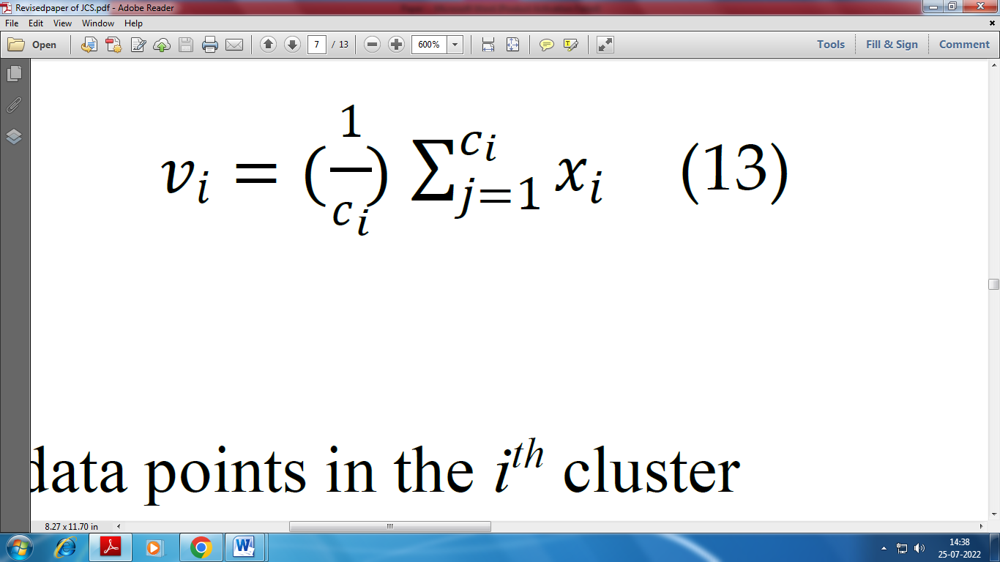 Revisedpaper of JCS.pdf - Adobe Reader
File Edit View Window Help
Open 7 / 13 600% Tools Fill & Sign Comment
v_i = (1/c_i) ∑_{j=1}^{c_i} x_i (13)
data points in the i^{th} cluster
8.27 x 11.70 in
14:38
25-07-2022